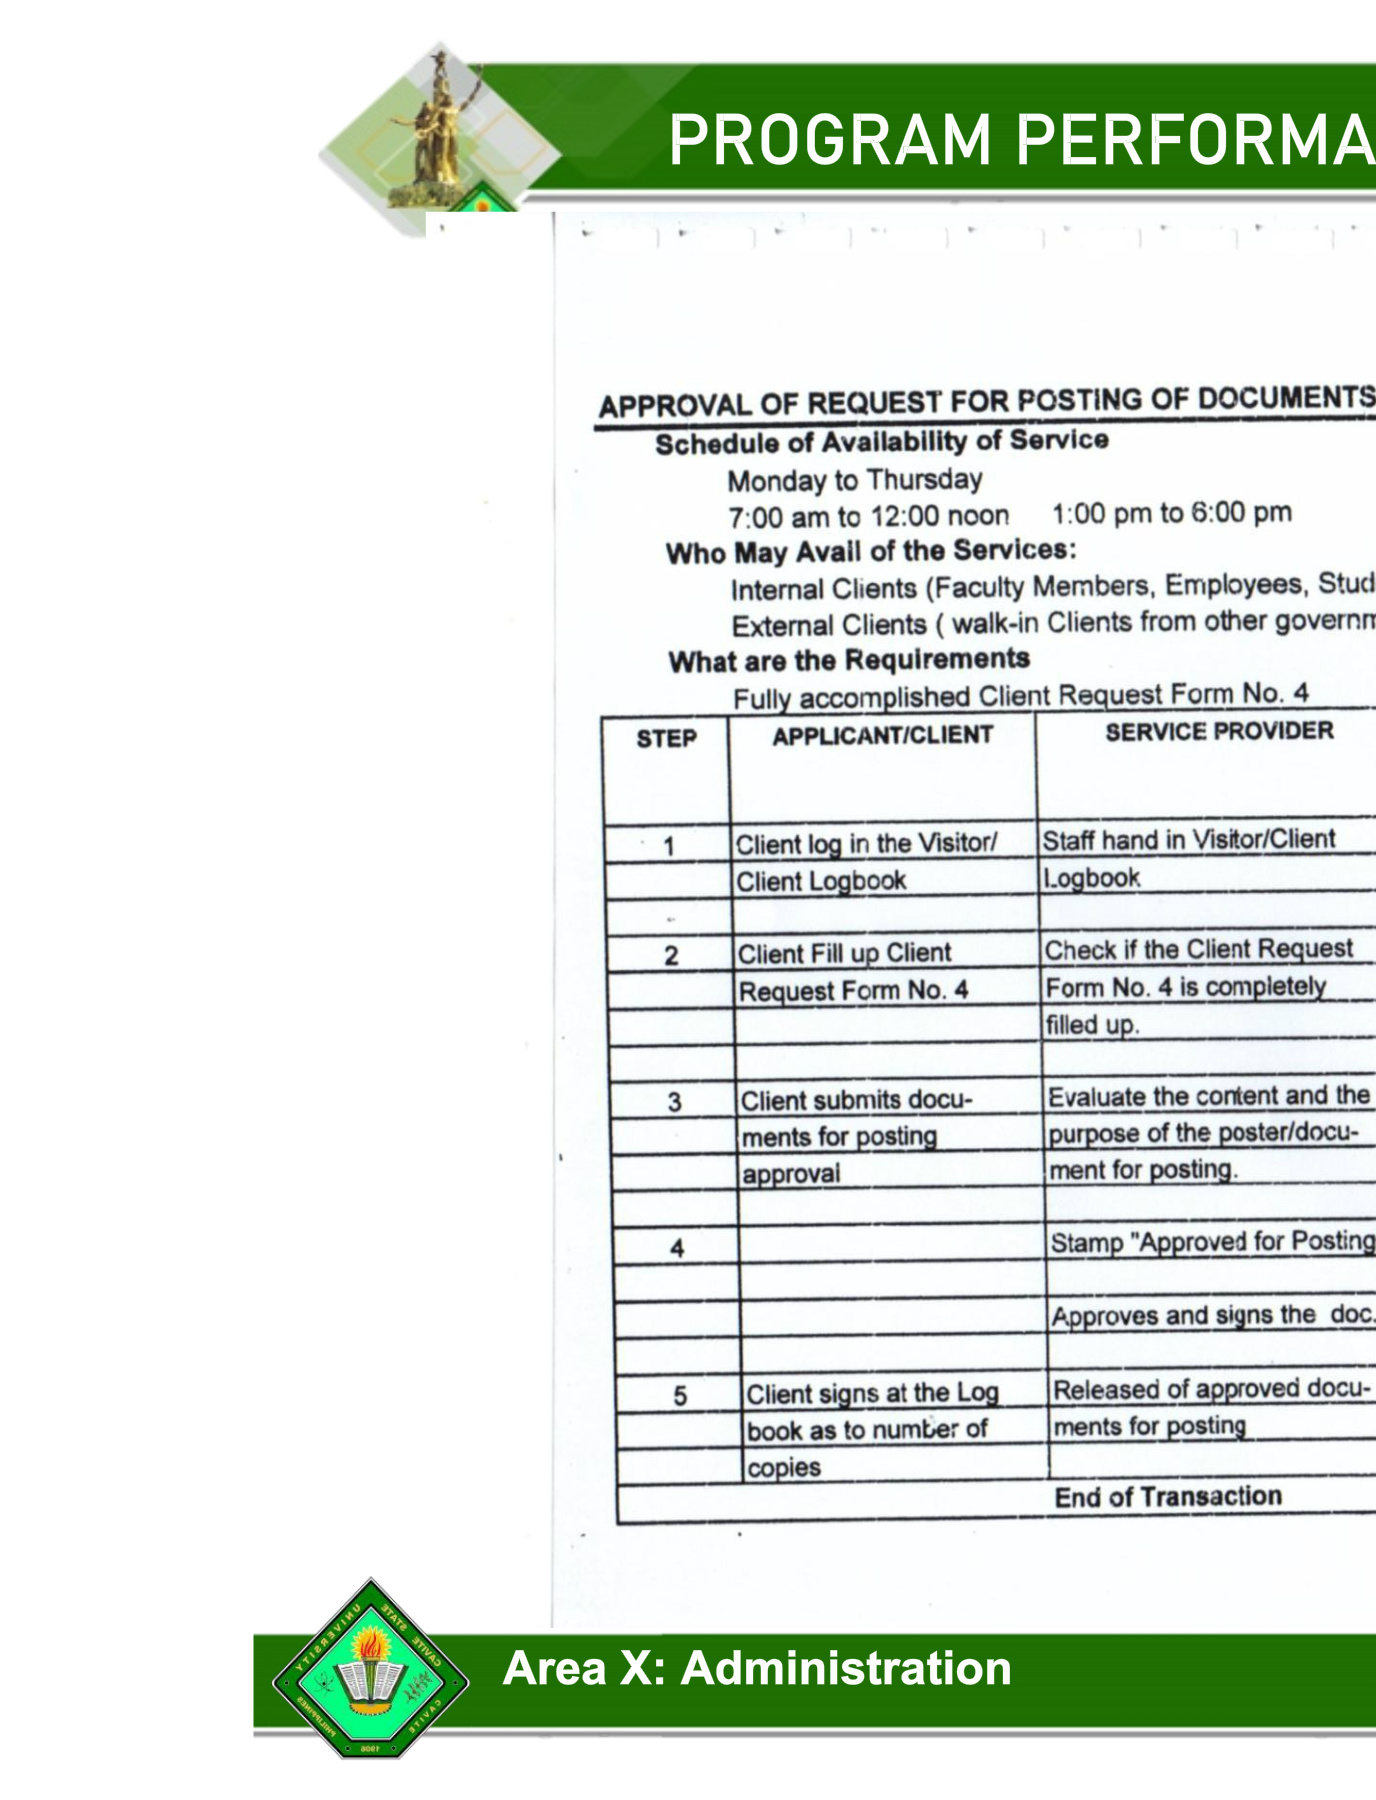 PROGRAM PERFORMA
APPROVAL OF REQUEST FOR POSTING OF DOCUMENTS
Schedule of Availability of Service
Monday to Thursday
7:00 am to 12:00 noon 1:00 pm to 6:00 pm
Who May Avail of the Services:
Internal Clients (Faculty Members, Employees, Stud
External Clients ( walk-in Clients from other governm
What are the Requirements
Fully accomplished Client Request Form No. 4
STEP APPLICANT/CLIENT SERVICE PROVIDER
1 Client log in the Visitor/ Staff hand in Visitor/Client
Client Logbook Logbook
2 Client Fill up Client Check if the Client Request
Request Form No. 4 Form No. 4 is completely
filled up.
3 Client submits docu- Evaluate the content and the
ments for posting purpose of the poster/docu-
approval ment for posting.
4 Stamp "Approved for Posting
Approves and signs the doc.
5 Client signs at the Log Released of approved docu-
book as to number of ments for posting
copies
End of Transaction
CAVITE STATE UNIVERSITY
CAVITE
PHILIPPINES
1906
Area X: Administration